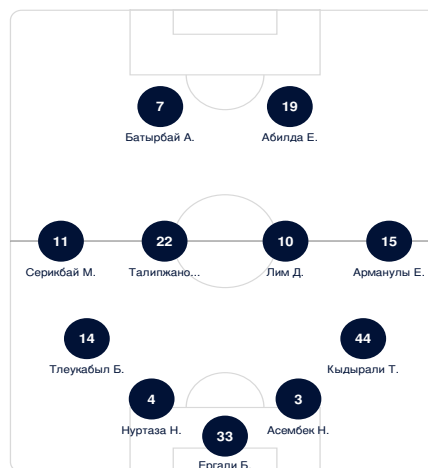 7 19
Батырбай А. Абилда Е.
11 22 10 15
Серикбай М. Талипжано... Лим Д. Арманулы Е.
14 44
Тлеукабыл Б. Кыдырали Т.
4 3
Нуртаза Н. Асембек Н.
33
Ергали Б.